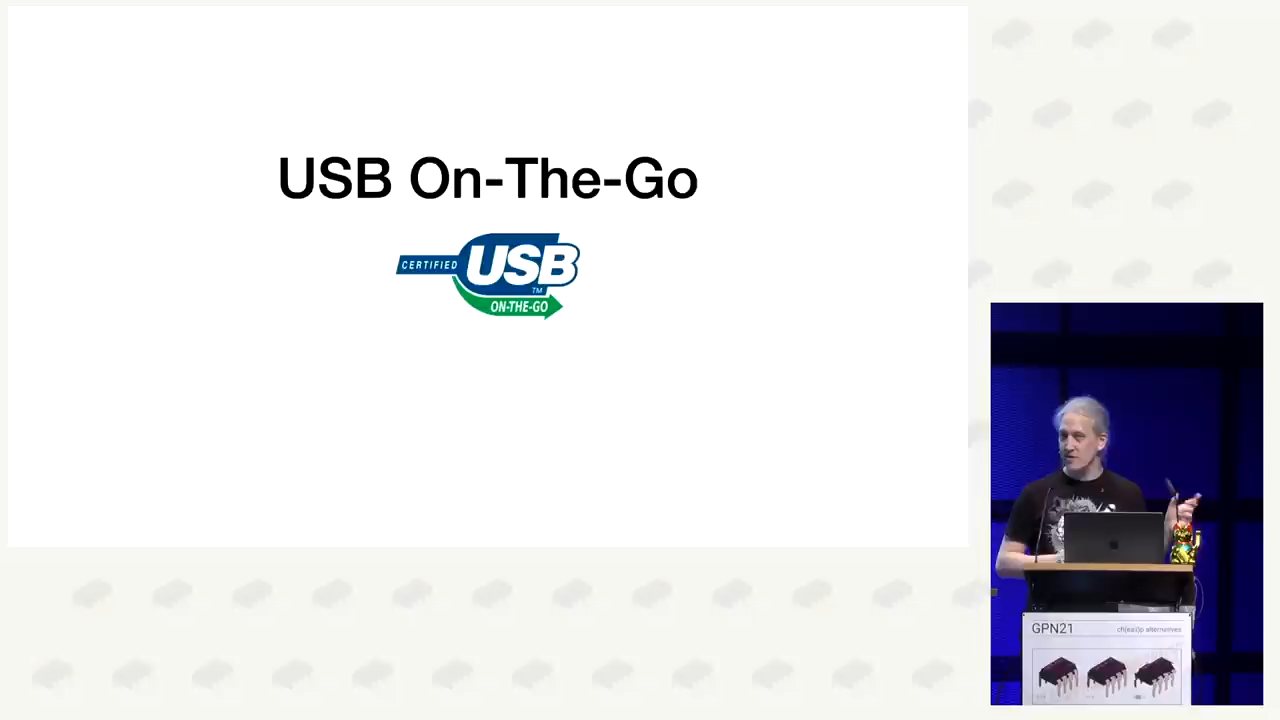 USB On-The-Go
CERTIFIED USB TM
ON-THE-GO
GPN21
ch(ea)p alternatives